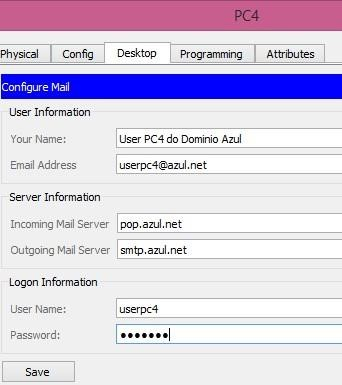 PC4
Physical Config Desktop Programming Attributes
Configure Mail
User Information
Your Name: User PC4 do Dominio Azul
Email Address userpc4@azul.net
Server Information
Incoming Mail Server pop.azul.net
Outgoing Mail Server smtp.azul.net
Logon Information
User Name: userpc4
Password: ●●●●●●●
Save